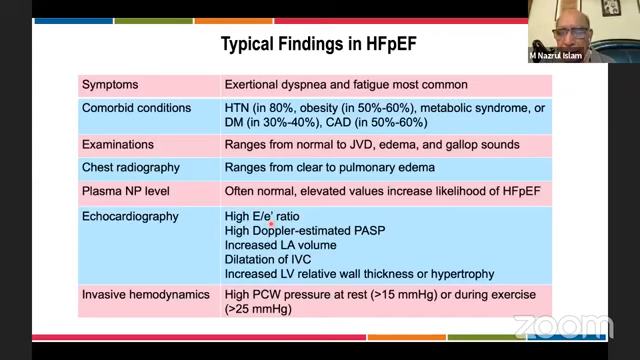 Typical Findings in HFpEF
M Nazrul Islam
Symptoms
Exertional dyspnea and fatigue most common
Comorbid conditions
HTN (in 80%, obesity (in 50%-60%), metabolic syndrome, or
DM (in 30%-40%), CAD (in 50%-60%)
Examinations
Ranges from normal to JVD, edema, and gallop sounds
Chest radiography
Ranges from clear to pulmonary edema
Plasma NP level
Often normal, elevated values increase likelihood of HFpEF
Echocardiography
High E/e' ratio
High Doppler-estimated PASP
Increased LA volume
Dilatation of IVC
Increased LV relative wall thickness or hypertrophy
Invasive hemodynamics
High PCW pressure at rest (>15 mmHg) or during exercise
(>25 mmHg)
zoom